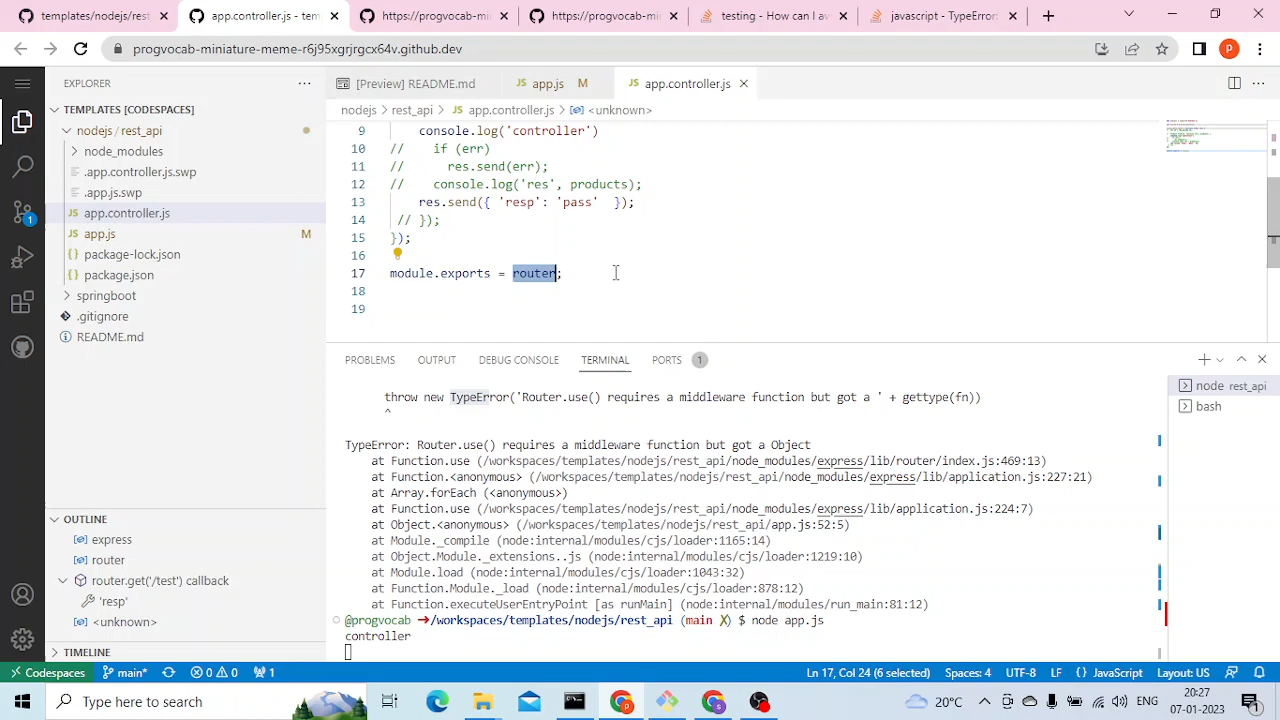 nodejs/rest_api at
app.controller.js - tem
https://progvocab-min
https://progvocab-min
testing - How can I av
javascript - TypeError:
progvocab-miniature-meme-r6j95xgrjrgcx64v.github.dev
P
EXPLORER
[Preview] README.md
JS app.js M
JS app.controller.js
TEMPLATES [CODESPACES]
nodejs > rest_api > JS app.controller.js > <unknown>
nodejs / rest_api
node_modules
.app.controller.js.swp
.app.js.swp
JS app.controller.js
JS app.js M
package-lock.json
package.json
springboot
.gitignore
README.md
9 console.log('controller')
10 // if (err)
11 // res.send(err);
12 // console.log('res', products);
13 res.send({ 'resp': 'pass' });
14 // });
15 });
16
17 module.exports = router;
18
19
PROBLEMS OUTPUT DEBUG CONSOLE TERMINAL PORTS 1
node rest_api
bash
throw new TypeError('Router.use() requires a middleware function but got a ' + gettype(fn))
^
TypeError: Router.use() requires a middleware function but got a Object
at Function.use (/workspaces/templates/nodejs/rest_api/node_modules/express/lib/router/index.js:469:13)
at Function.<anonymous> (/workspaces/templates/nodejs/rest_api/node_modules/express/lib/application.js:227:21)
at Array.forEach (<anonymous>)
at Function.use (/workspaces/templates/nodejs/rest_api/node_modules/express/lib/application.js:224:7)
at Object.<anonymous> (/workspaces/templates/nodejs/rest_api/app.js:52:5)
at Module._compile (node:internal/modules/cjs/loader:1165:14)
at Object.Module._extensions..js (node:internal/modules/cjs/loader:1219:10)
at Module.load (node:internal/modules/cjs/loader:1043:32)
at Function.Module._load (node:internal/modules/cjs/loader:878:12)
at Function.executeUserEntryPoint [as runMain] (node:internal/modules/run_main:81:12)
@progvocab ➜/workspaces/templates/nodejs/rest_api (main ✗) $ node app.js
controller
OUTLINE
express
router
router.get('/test') callback
'resp'
<unknown>
TIMELINE
1
Codespaces main* 0 0 1
Ln 17, Col 24 (6 selected) Spaces: 4 UTF-8 LF {} JavaScript Layout: US
Type here to search
20°C
20:27
07-01-2023
1